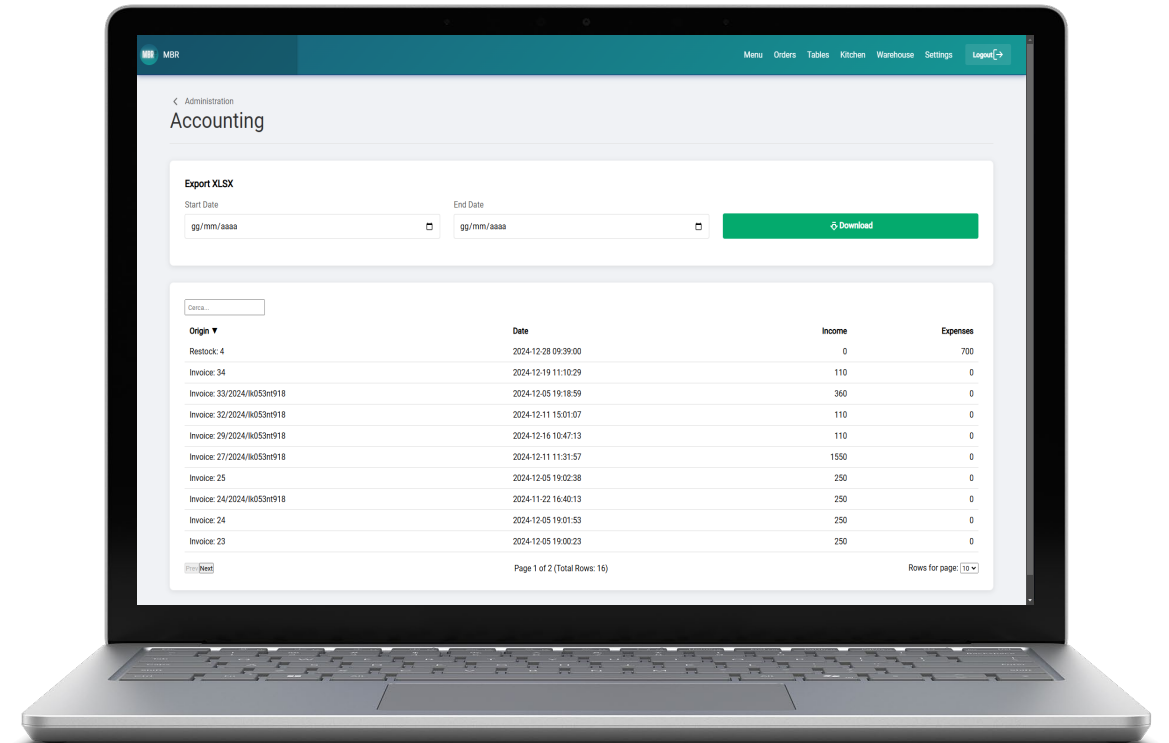 MBR MBR Menu Orders Tables Kitchen Warehouse Settings Logout
Administration
Accounting
Export XLSX
Start Date End Date
gg/mm/aaaa gg/mm/aaaa Download
Cerca...
Origin ▼ Date Income Expenses
Restock: 4 2024-12-28 09:39:00 0 700
Invoice: 34 2024-12-19 11:10:29 110 0
Invoice: 33/2024/lk053nt918 2024-12-05 19:18:59 360 0
Invoice: 32/2024/lk053nt918 2024-12-11 15:01:07 110 0
Invoice: 29/2024/lk053nt918 2024-12-16 10:47:13 110 0
Invoice: 27/2024/lk053nt918 2024-12-11 11:31:57 1550 0
Invoice: 25 2024-12-05 19:02:38 250 0
Invoice: 24/2024/lk053nt918 2024-11-22 16:40:13 250 0
Invoice: 24 2024-12-05 19:01:53 250 0
Invoice: 23 2024-12-05 19:00:23 250 0
Prev Next Page 1 of 2 (Total Rows: 16) Rows for page: 10